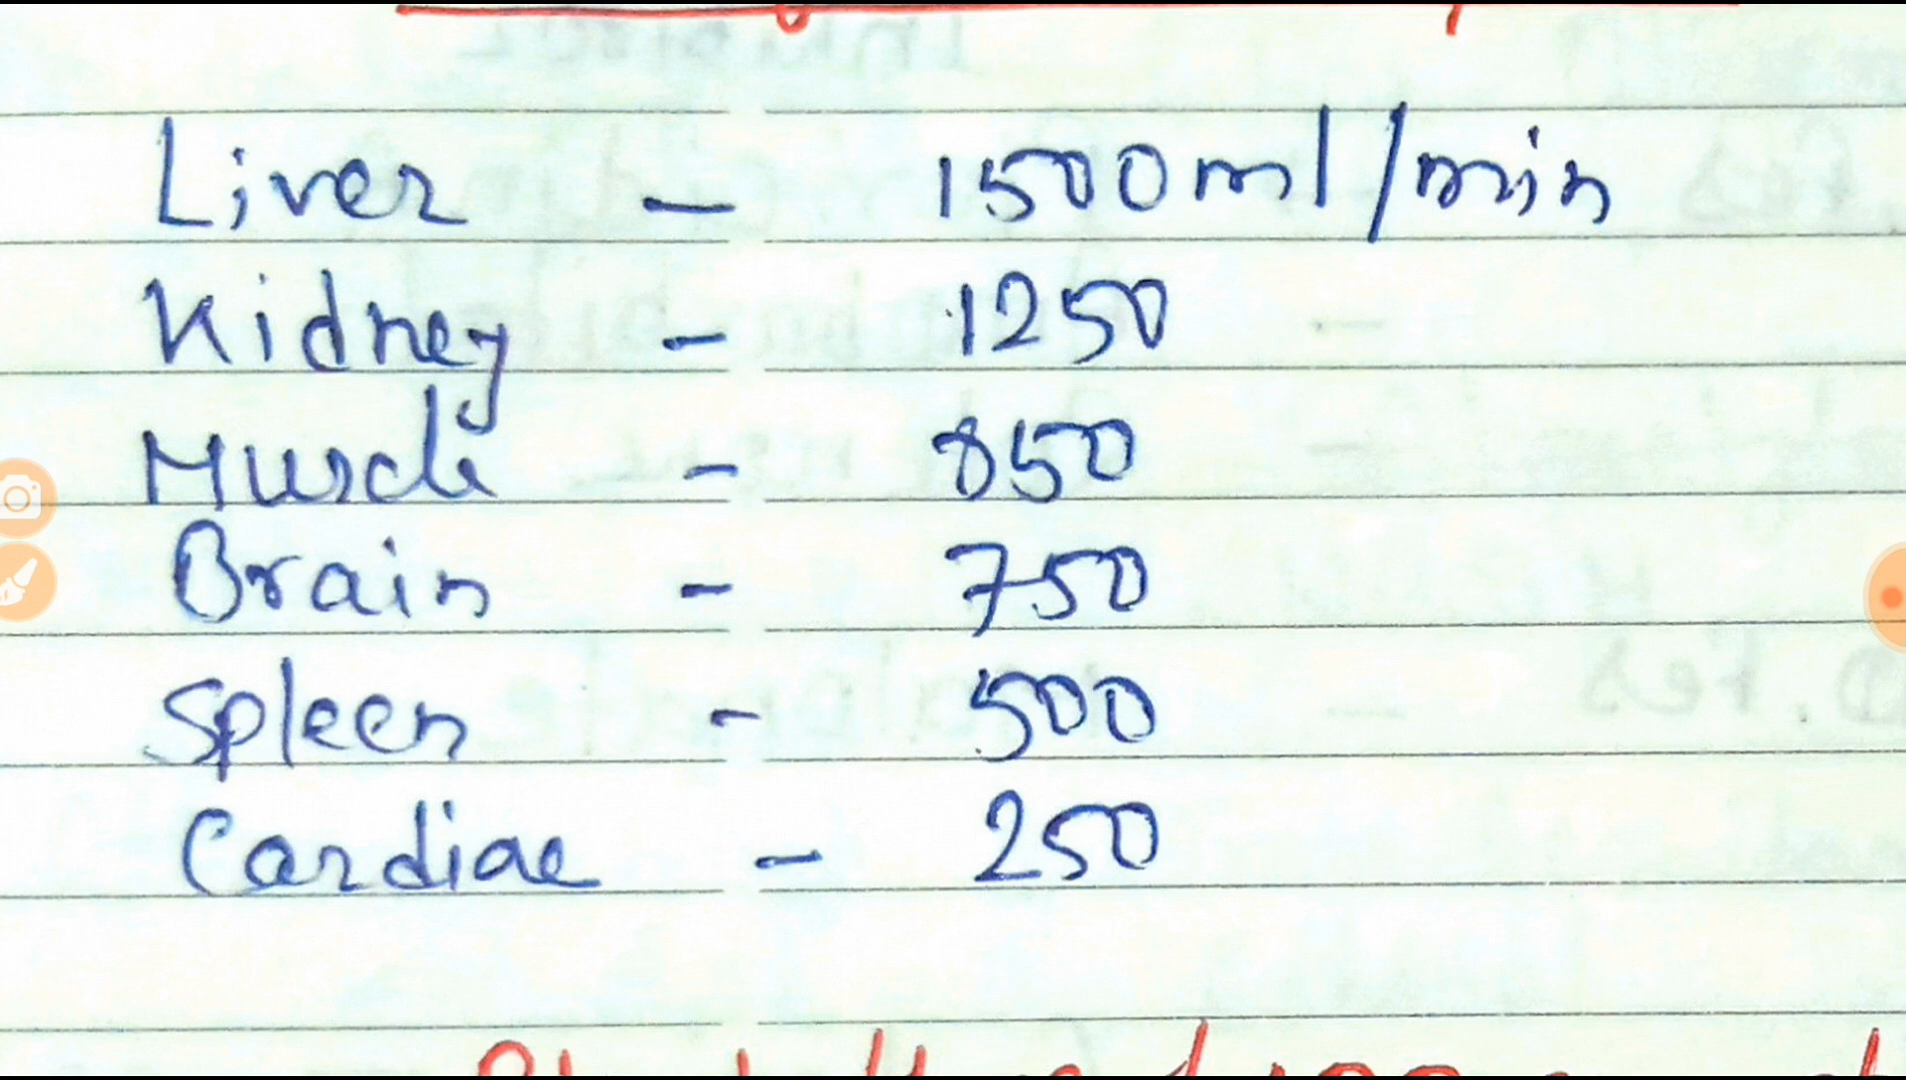 Liver - 1500ml/min
Kidney - 1250
Muscle - 850
Brain - 750
Spleen - 500
Cardiac - 250